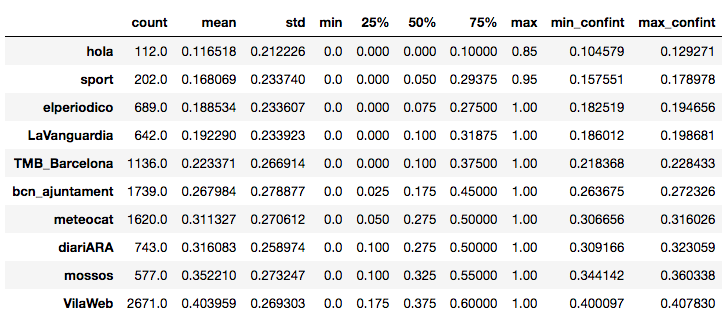 count mean std min 25% 50% 75% max min_confint max_confint
hola 112.0 0.116518 0.212226 0.0 0.000 0.000 0.10000 0.85 0.104579 0.129271
sport 202.0 0.168069 0.233740 0.0 0.000 0.050 0.29375 0.95 0.157551 0.178978
elperiodico 689.0 0.188534 0.233607 0.0 0.000 0.075 0.27500 1.00 0.182519 0.194656
LaVanguardia 642.0 0.192290 0.233923 0.0 0.000 0.100 0.31875 1.00 0.186012 0.198681
TMB_Barcelona 1136.0 0.223371 0.266914 0.0 0.000 0.100 0.37500 1.00 0.218368 0.228433
bcn_ajuntament 1739.0 0.267984 0.278877 0.0 0.025 0.175 0.45000 1.00 0.263675 0.272326
meteocat 1620.0 0.311327 0.270612 0.0 0.050 0.275 0.50000 1.00 0.306656 0.316026
diariARA 743.0 0.316083 0.258974 0.0 0.100 0.275 0.50000 1.00 0.309166 0.323059
mossos 577.0 0.352210 0.273247 0.0 0.100 0.325 0.55000 1.00 0.344142 0.360338
VilaWeb 2671.0 0.403959 0.269303 0.0 0.175 0.375 0.60000 1.00 0.400097 0.407830